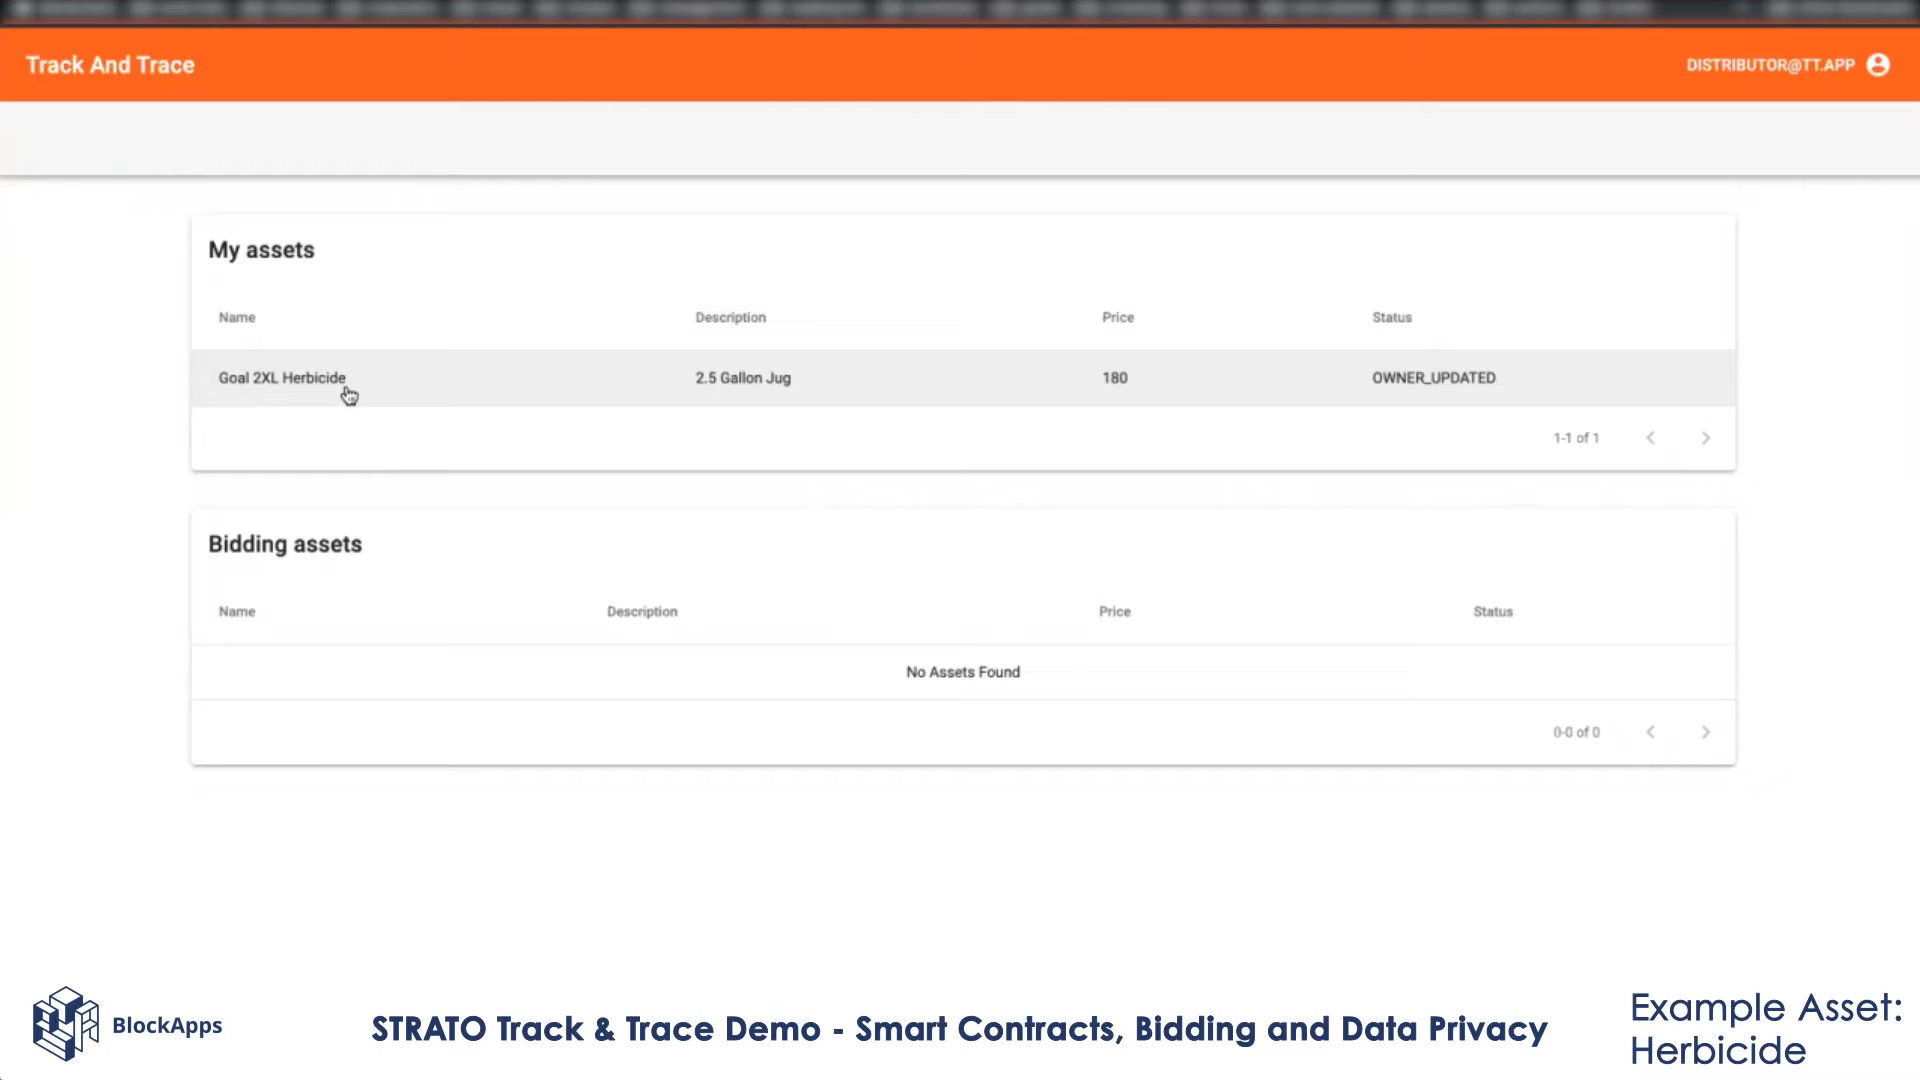 Track And Trace
DISTRIBUTOR@TT.APP
My assets
Name Description Price Status
Goal 2XL Herbicide 2.5 Gallon Jug 180 OWNER_UPDATED
1-1 of 1
Bidding assets
Name Description Price Status
No Assets Found
0-0 of 0
BlockApps
STRATO Track & Trace Demo - Smart Contracts, Bidding and Data Privacy
Example Asset:
Herbicide